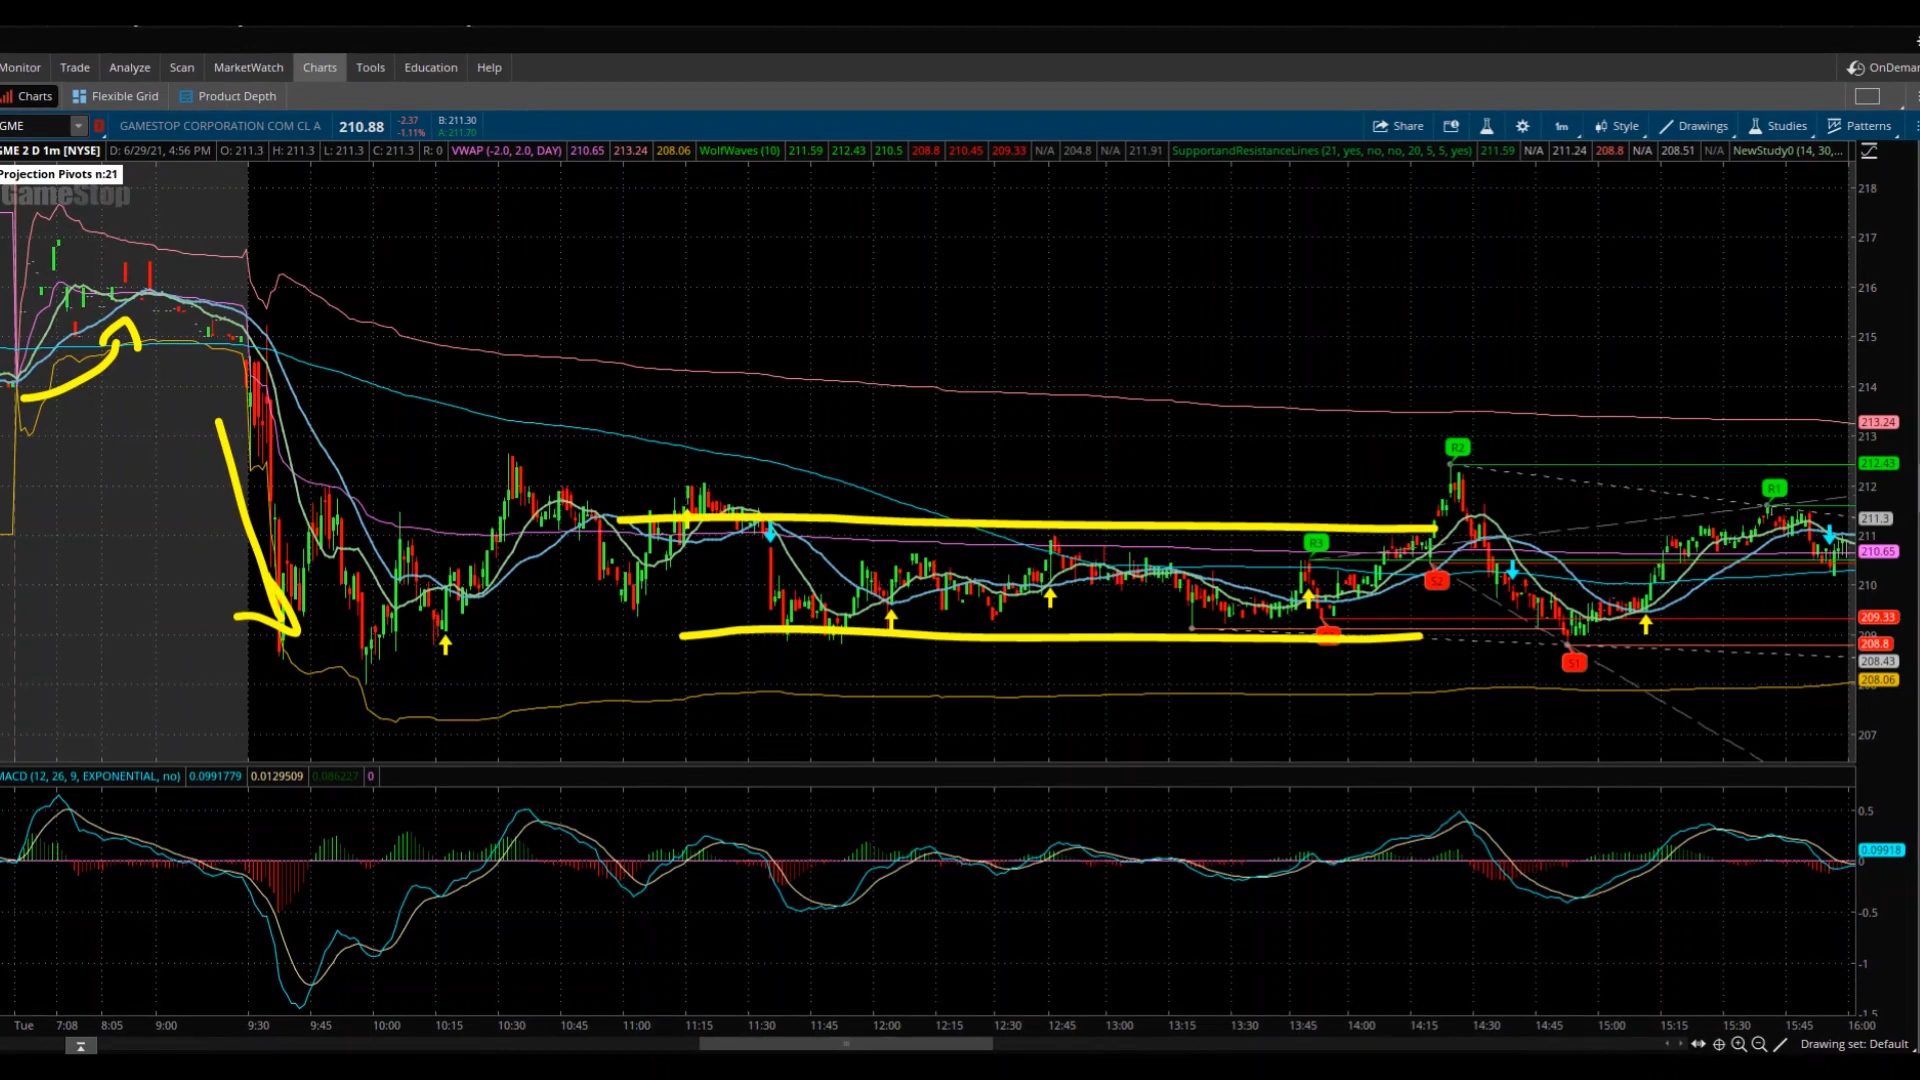 Monitor Trade Analyze Scan MarketWatch Charts Tools Education Help OnDeman
Charts Flexible Grid Product Depth
GME GAMESTOP CORPORATION COM CL A 210.88 -2.37 -1.11% B: 211.30 A: 211.70 Share 1m Style Drawings Studies Patterns
GME 2 D 1m [NYSE] D: 6/29/21, 4:56 PM O: 211.3 H: 211.3 L: 211.3 C: 211.3 R: 0 VWAP (-2.0, 2.0, DAY) 210.65 213.24 208.06 WolfWaves (10) 211.59 212.43 210.5 208.8 210.45 209.33 N/A 204.8 N/A 211.91 SupportandResistanceLines (21, yes, no, no, 20, 5, 5, yes) 211.59 N/A 211.24 208.8 N/A 208.51 N/A NewStudy0 (14, 30,...
Projection Pivots n:21
GameStop
218
217
216
215
214
213.24
213
R2
212.43
212
R1
211.3
211
R3
210.65
S2
210
209.33
209
208.8
S1
208.43
208.06
207
MACD (12, 26, 9, EXPONENTIAL, no) 0.0991779 0.0129509 0.086227 0
0.5
0.09918
0
-0.5
-1
-1.5
Tue 7:08 8:05 9:00 9:30 9:45 10:00 10:15 10:30 10:45 11:00 11:15 11:30 11:45 12:00 12:15 12:30 12:45 13:00 13:15 13:30 13:45 14:00 14:15 14:30 14:45 15:00 15:15 15:30 15:45 16:00
Drawing set: Default